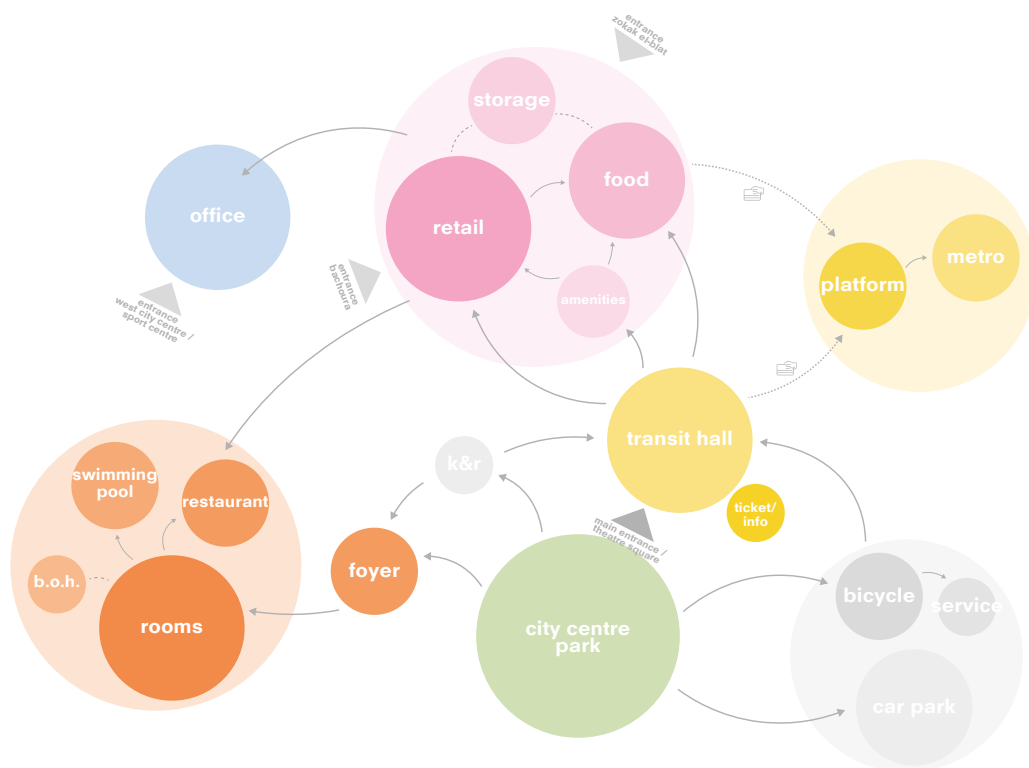 entrance
zokak el-blat
storage
food
retail
office
entrance
bachoura
amenities
platform
metro
entrance
west city centre /
sport centre
transit hall
k&r
swimming
pool
restaurant
ticket/
info
main entrance /
theatre square
foyer
b.o.h.
rooms
city centre
park
bicycle
service
car park